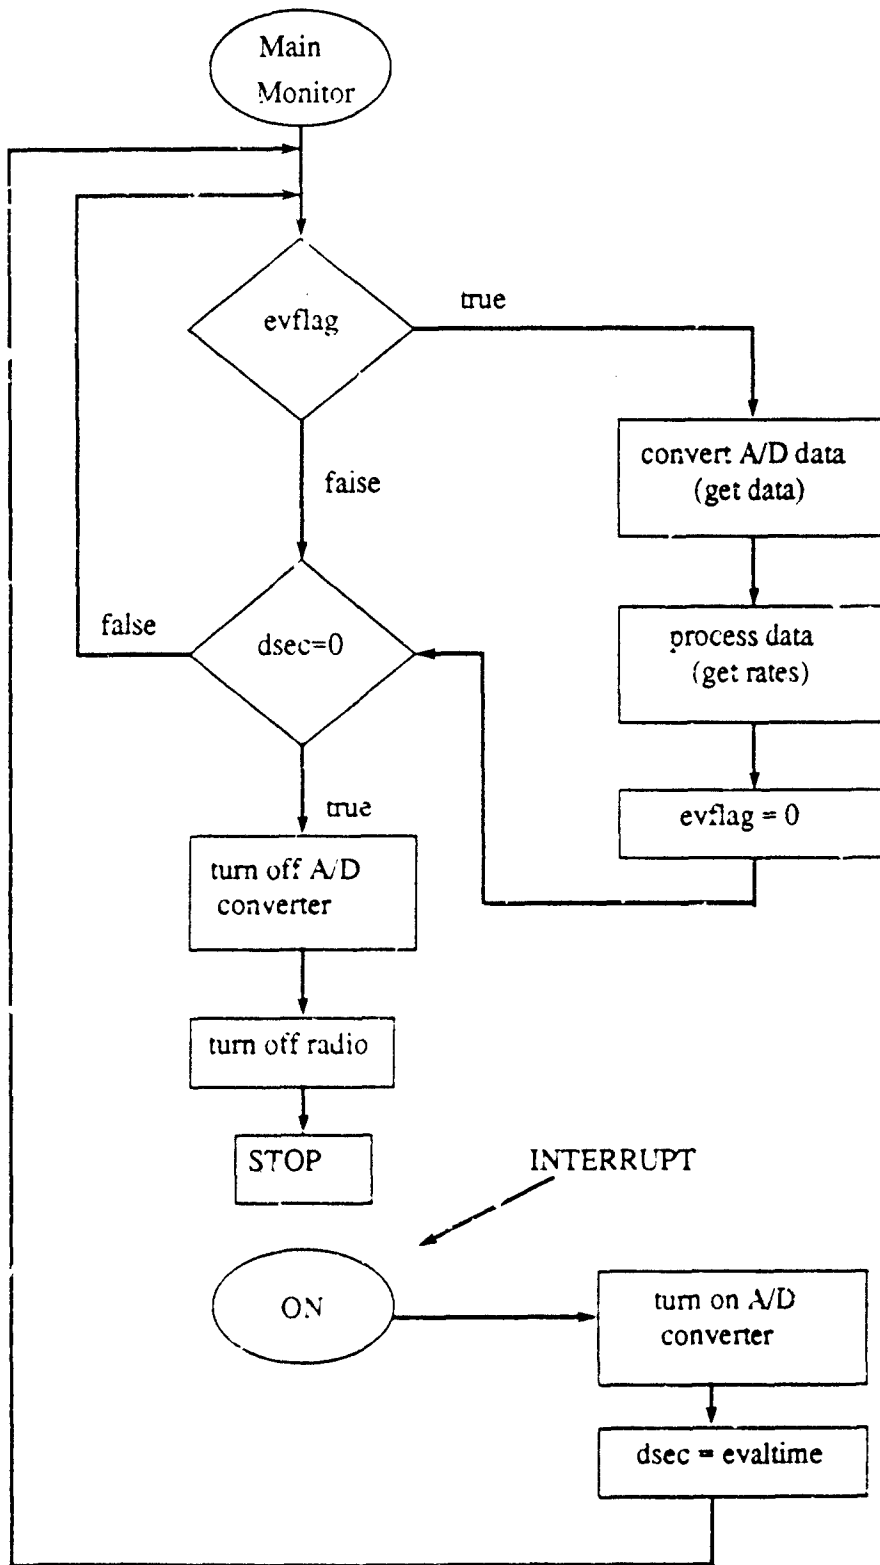 Main
Monitor
evflag
true
convert A/D data
(get data)
faise
process data
(get rates)
false
dsec=0
evflag = 0
true
turn off A/D
converter
turn off radio
STOP
INTERRUPT
ON
turn on A/D
converter
dsec = evaltime